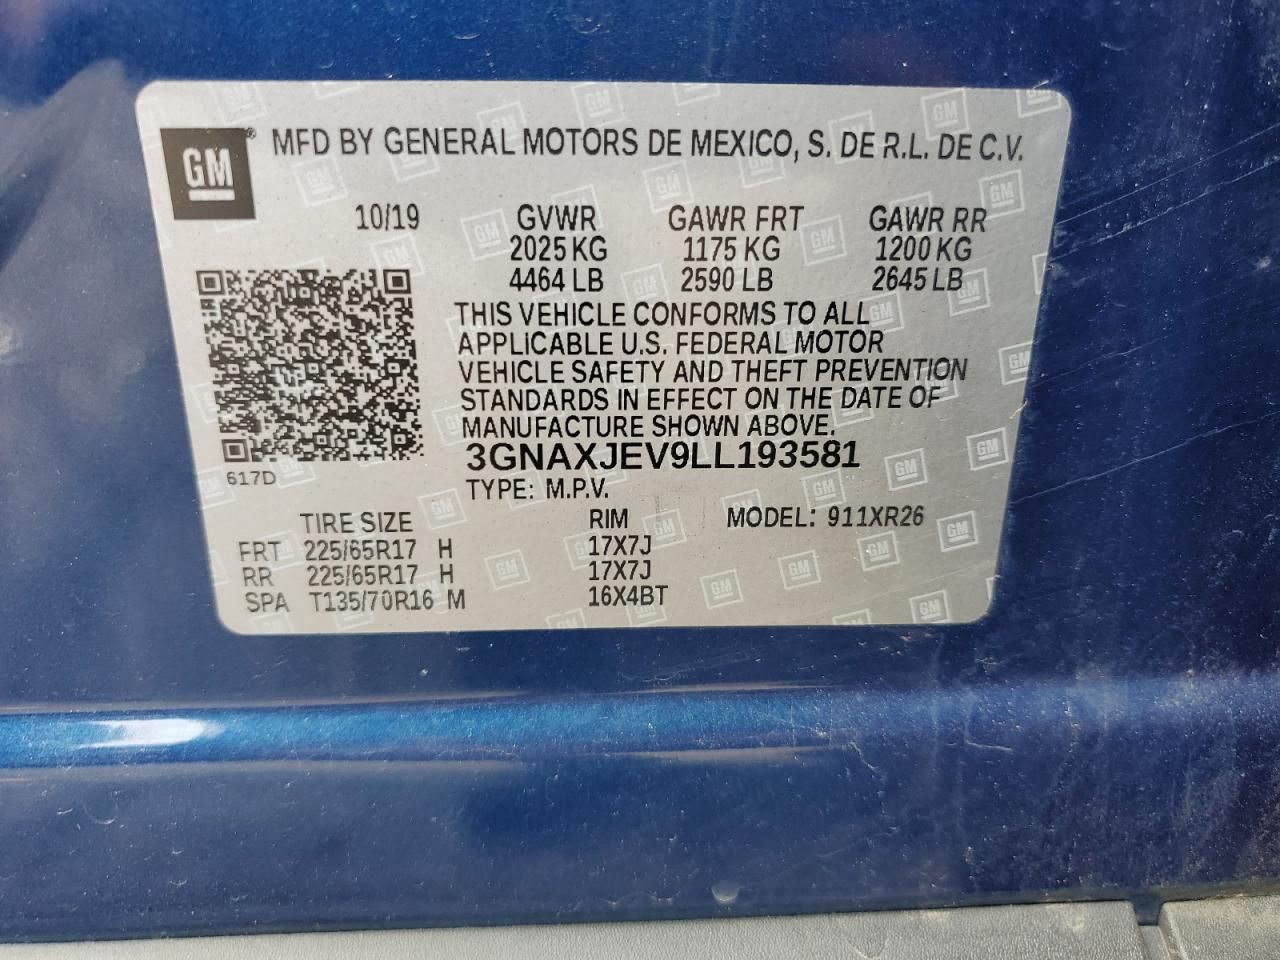 GM® MFD BY GENERAL MOTORS DE MEXICO, S. DE R.L. DE C.V.
10/19 GVWR GAWR FRT GAWR RR
2025 KG 1175 KG 1200 KG
4464 LB 2590 LB 2645 LB
THIS VEHICLE CONFORMS TO ALL
APPLICABLE U.S. FEDERAL MOTOR
VEHICLE SAFETY AND THEFT PREVENTION
STANDARDS IN EFFECT ON THE DATE OF
MANUFACTURE SHOWN ABOVE.
3GNAXJEV9LL193581
617D
TYPE: M.P.V.
TIRE SIZE RIM MODEL: 911XR26
FRT 225/65R17 H 17X7J
RR 225/65R17 H 17X7J
SPA T135/70R16 M 16X4BT